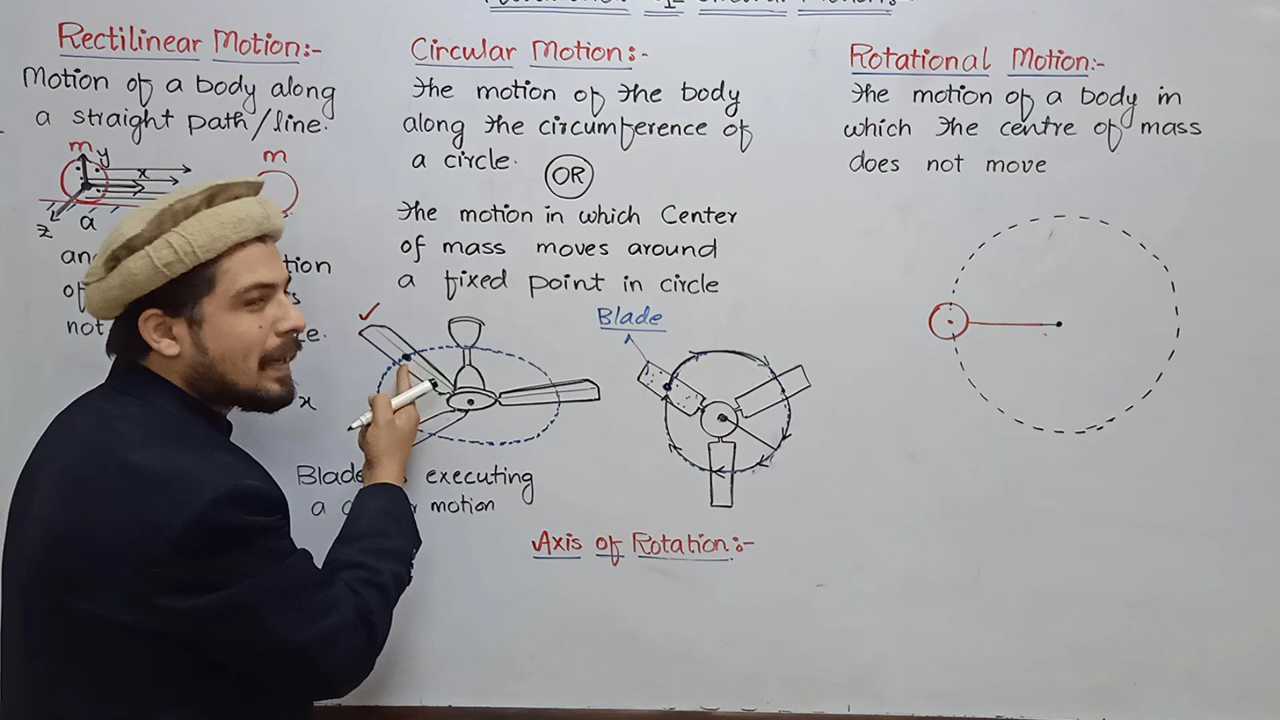 Rectilinear Motion:-
Motion of a body along
a straight path/line.
m
y
x
z
a
m
an
tion
of
s
not
ce.
x
Circular Motion:-
The motion of the body
along the circumference of
a circle.
OR
The motion in which Center
of mass moves around
a fixed point in circle
Blade
Blade
executing
a
motion
Axis of Rotation:-
Rotational Motion:-
The motion of a body in
which the centre of mass
does not move